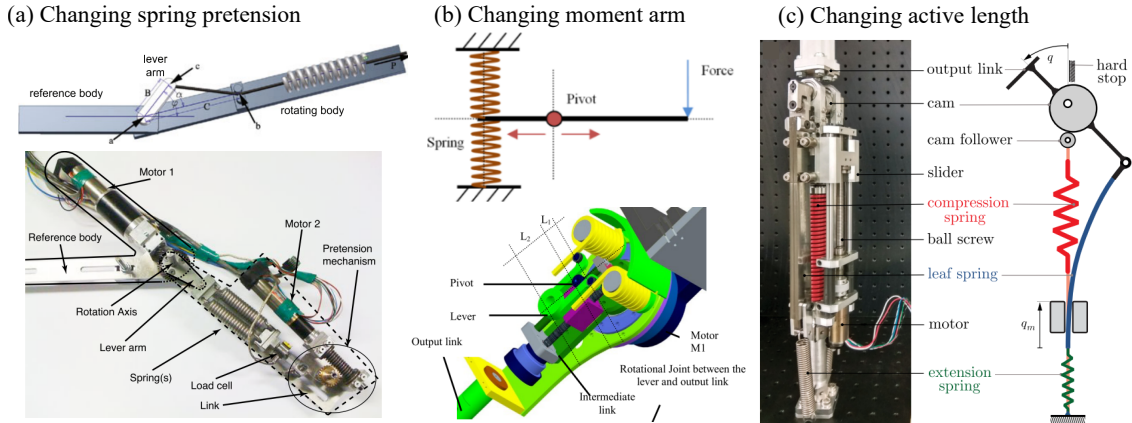 (a) Changing spring pretension
lever
arm
c
B
reference body
C
P
a
b
rotating body
Motor 1
Motor 2
Reference body
Pretension
mechanism
Rotation Axis
Lever arm
Spring(s)
Load cell
Link
(b) Changing moment arm
Force
Pivot
Spring
L1
L2
Pivot
Lever
Output link
Motor
M1
Rotational Joint between the
lever and output link
Intermediate
link
(c) Changing active length
q
output link
hard
stop
cam
cam follower
slider
compression
spring
ball screw
leaf spring
motor
qm
extension
spring